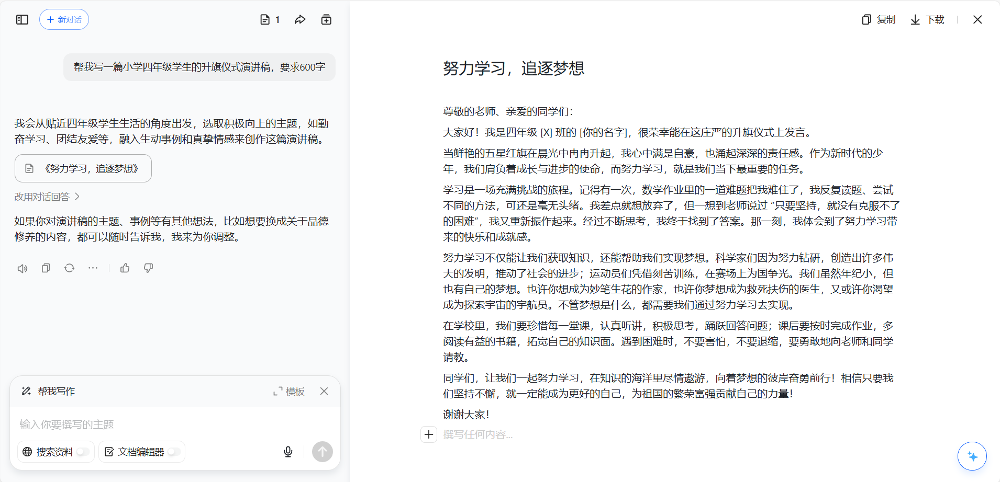 新对话
1
帮我写一篇小学四年级学生的升旗仪式演讲稿，要求600字
我会从贴近四年级学生生活的角度出发，选取积极向上的主题，如勤
奋学习、团结友爱等，融入生动事例和真挚情感来创作这篇演讲稿。
《努力学习，追逐梦想》
改用对话回答
如果你对演讲稿的主题、事例等有其他想法，比如想要换成关于品德
修养的内容，都可以随时告诉我，我来为你调整。
帮我写作
模板
输入你要撰写的主题
搜索资料
文档编辑器
复制
下载
努力学习，追逐梦想
尊敬的老师、亲爱的同学们：
大家好！我是四年级 [X] 班的 [你的名字]，很荣幸能在这庄严的升旗仪式上发言。
当鲜艳的五星红旗在晨光中冉冉升起，我心中满是自豪，也涌起深深的责任感。作为新时代的少
年，我们肩负着成长与进步的使命，而努力学习，就是我们当下最重要的任务。
学习是一场充满挑战的旅程。记得有一次，数学作业里的一道难题把我难住了，我反复读题、尝试
不同的方法，可还是毫无头绪。我差点就想放弃了，但一想到老师说过 “只要坚持，就没有克服不了
的困难”，我又重新振作起来。经过不断思考，我终于找到了答案。那一刻，我体会到了努力学习带
来的快乐和成就感。
努力学习不仅能让我们获取知识，还能帮助我们实现梦想。科学家们因为努力钻研，创造出许多伟
大的发明，推动了社会的进步；运动员们凭借刻苦训练，在赛场上为国争光。我们虽然年纪小，但
也有自己的梦想。也许你想成为妙笔生花的作家，也许你梦想成为救死扶伤的医生，又或许你渴望
成为探索宇宙的宇航员。不管梦想是什么，都需要我们通过努力学习去实现。
在学校里，我们要珍惜每一堂课，认真听讲，积极思考，踊跃回答问题；课后要按时完成作业，多
阅读有益的书籍，拓宽自己的知识面。遇到困难时，不要害怕，不要退缩，要勇敢地向老师和同学
请教。
同学们，让我们一起努力学习，在知识的海洋里尽情遨游，向着梦想的彼岸奋勇前行！相信只要我
们坚持不懈，就一定能成为更好的自己，为祖国的繁荣富强贡献自己的力量！
谢谢大家！
撰写任何内容...